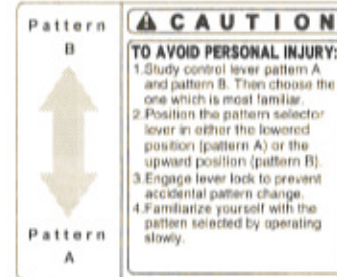 Pattern
B
Pattern
A
CAUTION
TO AVOID PERSONAL INJURY:
1.Study control lever pattern A
and pattern B. Then choose the
one which is most familiar.
2.Position the pattern selector
lever in either the lowered
position (pattern A) or the
upward position (pattern B).
3.Engage lever lock to prevent
accidental pattern change.
4.Familiarize yourself with the
pattern selected by operating
slowly.